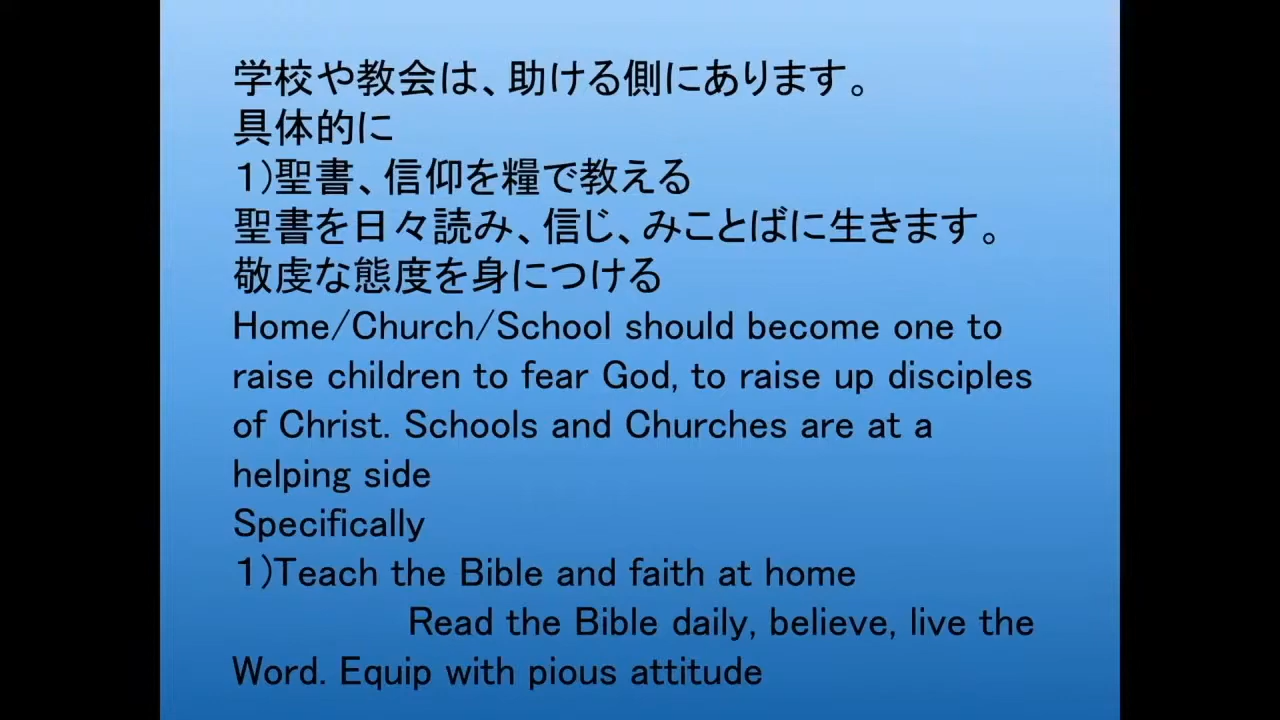 学校や教会は、助ける側にあります。
具体的に
１)聖書、信仰を糧で教える
聖書を日々読み、信じ、みことばに生きます。
敬虔な態度を身につける
Home/Church/School should become one to
raise children to fear God, to raise up disciples
of Christ. Schools and Churches are at a
helping side
Specifically
１)Teach the Bible and faith at home
Read the Bible daily, believe, live the
Word. Equip with pious attitude